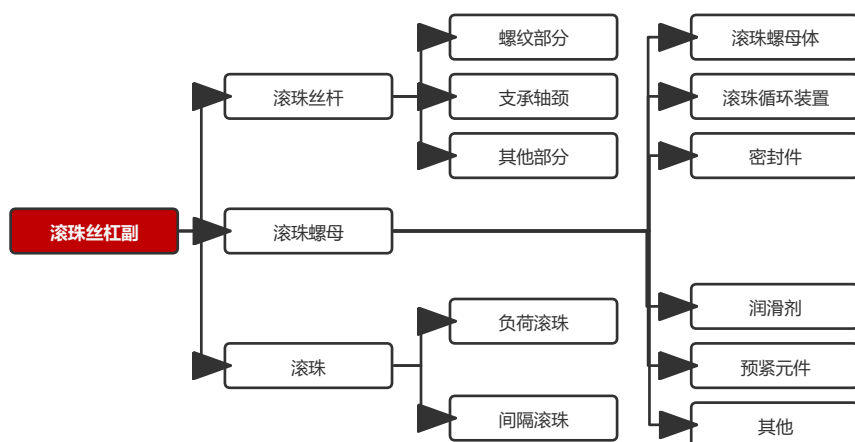 滚珠丝杠副
滚珠丝杆
螺纹部分
支承轴颈
其他部分
滚珠螺母
滚珠螺母体
滚珠循环装置
密封件
润滑剂
预紧元件
其他
滚珠
负荷滚珠
间隔滚珠